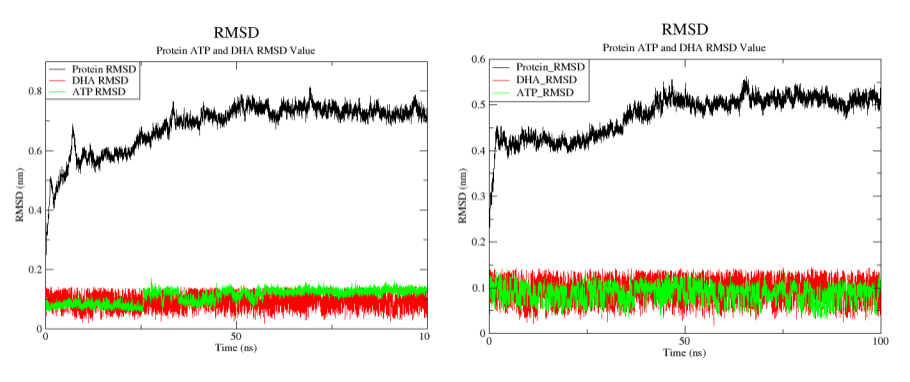 RMSD
Protein ATP and DHA RMSD Value
Protein RMSD
DHA RMSD
ATP RMSD
0.8
0.6
0.4
0.2
0
RMSD (nm)
0 50 10
Time (ns)
RMSD
Protein ATP and DHA RMSD Value
Protein_RMSD
DHA_RMSD
ATP_RMSD
0.6
0.5
0.4
0.3
0.2
0.1
0
RMSD (nm)
0 50 100
Time (ns)